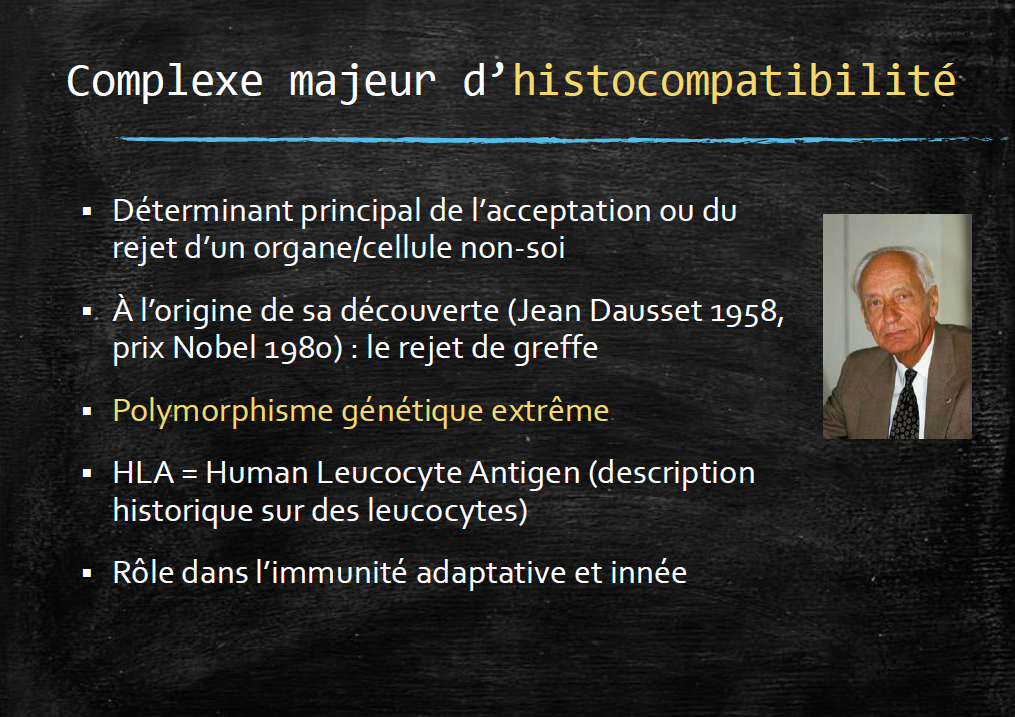 Complexe majeur d’histocompatibilité
▪ Déterminant principal de l’acceptation ou du
rejet d’un organe/cellule non-soi
▪ À l’origine de sa découverte (Jean Dausset 1958,
prix Nobel 1980) : le rejet de greffe
▪ Polymorphisme génétique extrême
▪ HLA = Human Leucocyte Antigen (description
historique sur des leucocytes)
▪ Rôle dans l’immunité adaptative et innée